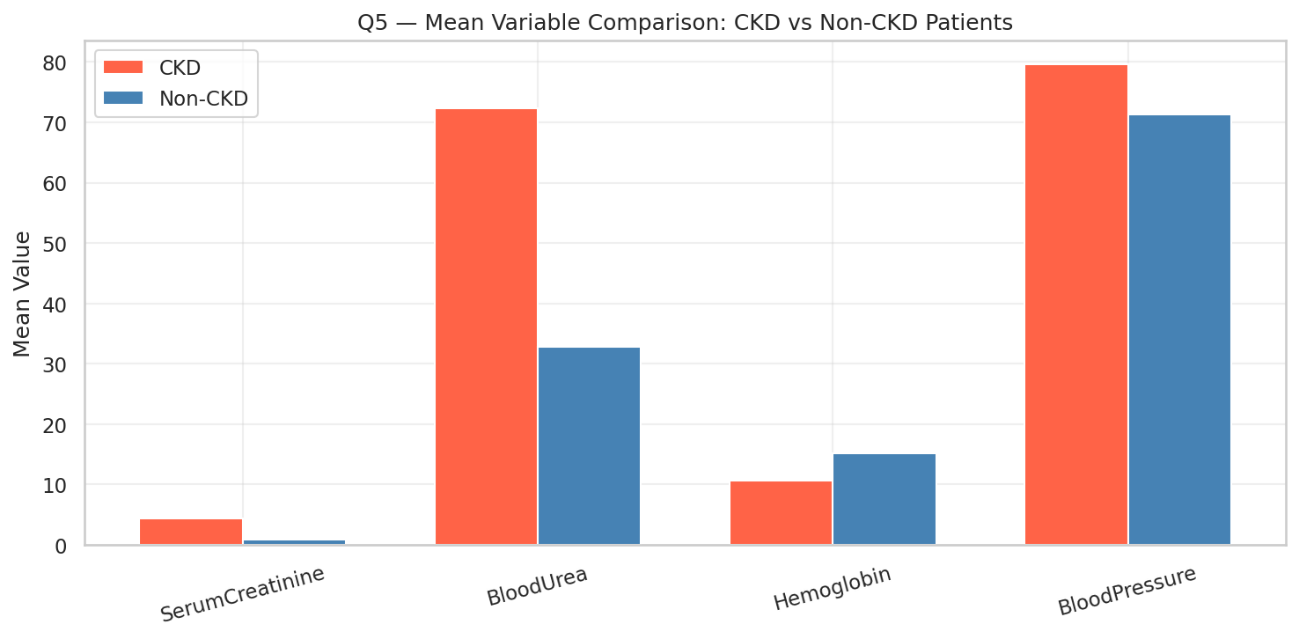 Q5 — Mean Variable Comparison: CKD vs Non-CKD Patients
CKD
Non-CKD
Mean Value
80
70
60
50
40
30
20
10
0
SerumCreatinine
BloodUrea
Hemoglobin
BloodPressure